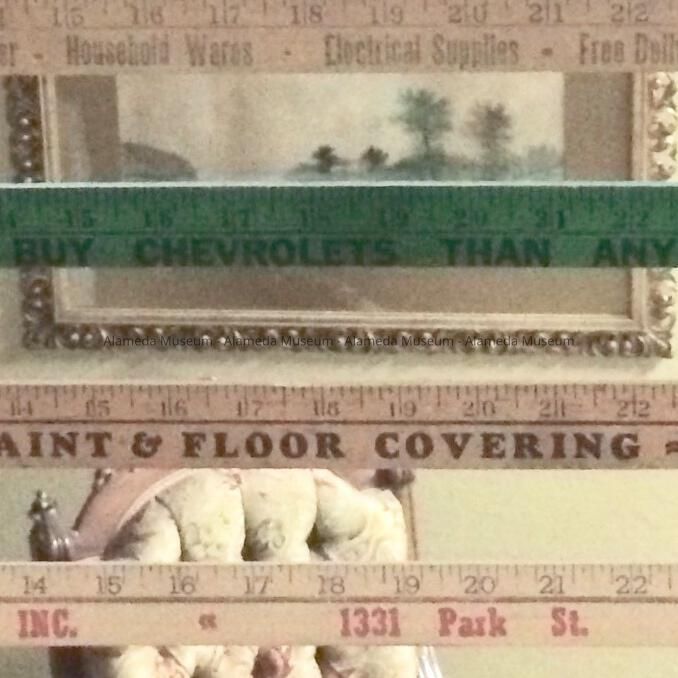 15 16 17 18 19 20 21 22
er - Household Wares - Electrical Supplies - Free Deli
14 15 16 17 18 19 20 21 22
BUY CHEVROLETS THAN ANY
Alameda Museum - Alameda Museum - Alameda Museum - Alameda Museum
14 15 16 17 18 19 20 21 22
AINT & FLOOR COVERING =
14 15 16 17 18 19 20 21 22
INC. " 1331 Park St.